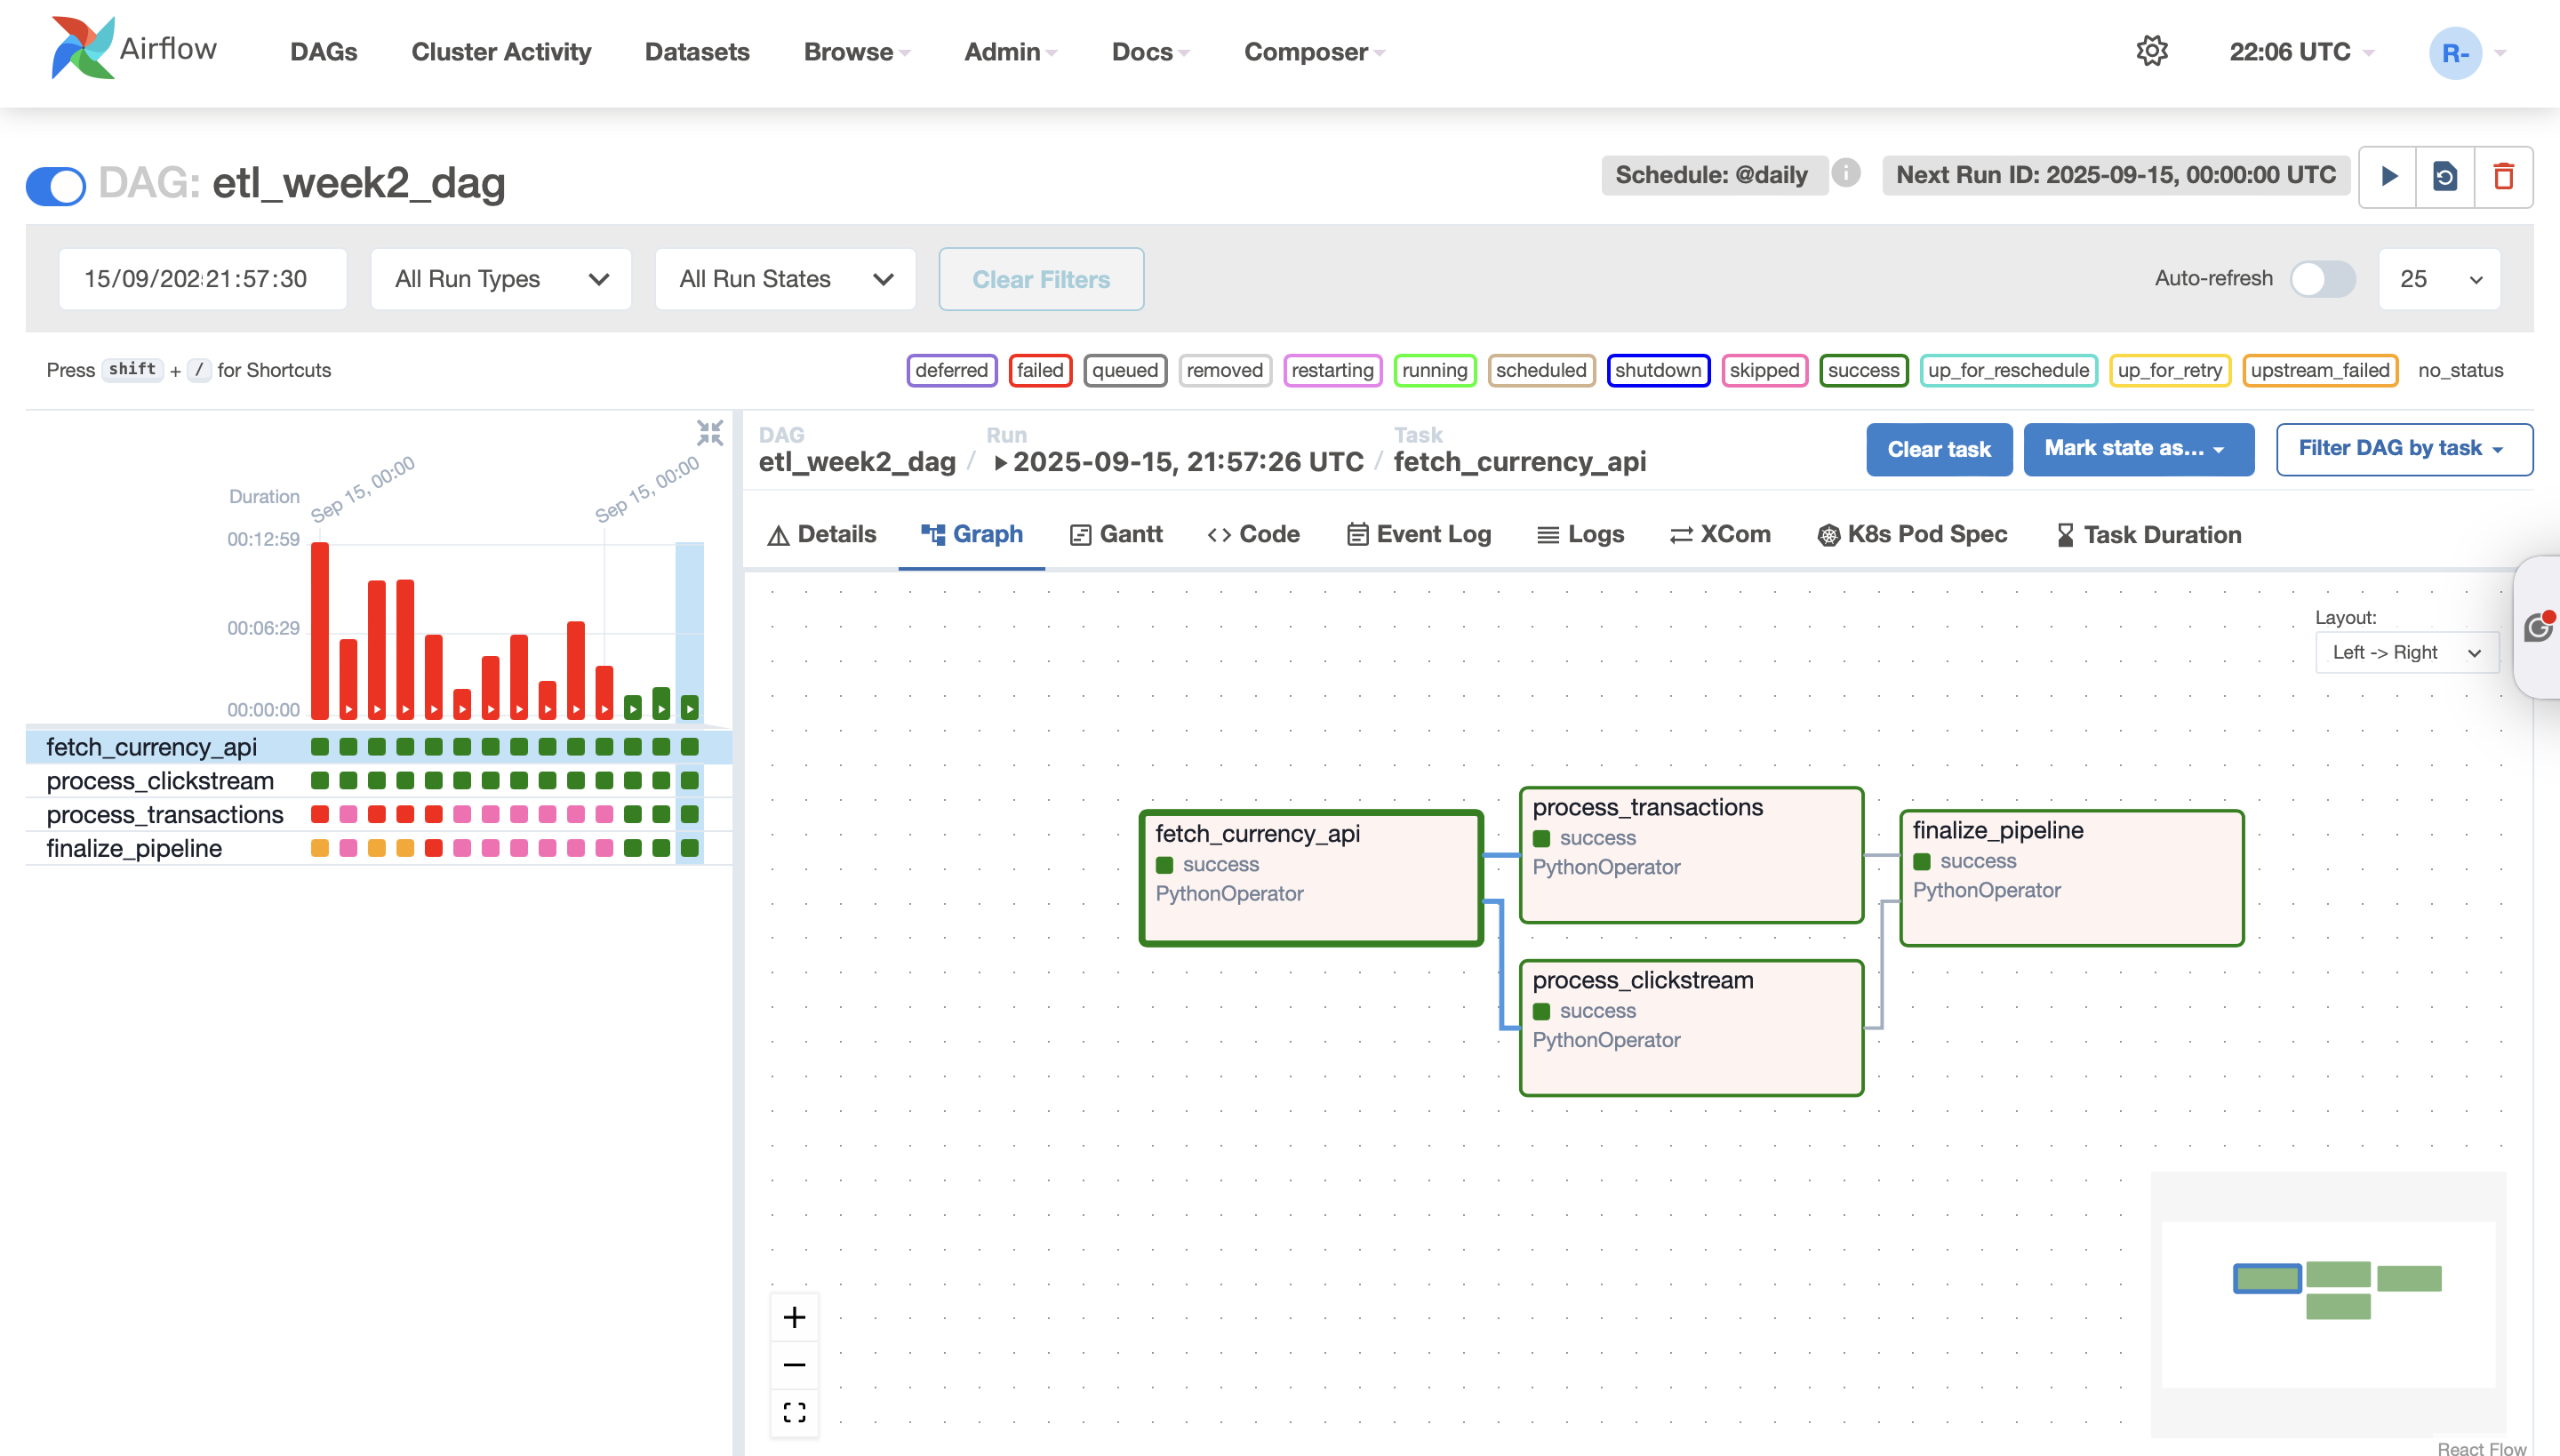 Airflow DAGs Cluster Activity Datasets Browse Admin Docs Composer 22:06 UTC R-
DAG: etl_week2_dag Schedule: @daily Next Run ID: 2025-09-15, 00:00:00 UTC
15/09/202 21:57:30 All Run Types All Run States Clear Filters Auto-refresh 25
Press shift + / for Shortcuts deferred failed queued removed restarting running scheduled shutdown skipped success up_for_reschedule up_for_retry upstream_failed no_status
DAG Run Task
etl_week2_dag / 2025-09-15, 21:57:26 UTC / fetch_currency_api Clear task Mark state as... Filter DAG by task
Sep 15, 00:00 Sep 15, 00:00
Duration
00:12:59
00:06:29
00:00:00
fetch_currency_api
process_clickstream
process_transactions
finalize_pipeline
Details Graph Gantt Code Event Log Logs XCom K8s Pod Spec Task Duration
Layout:
Left -> Right
fetch_currency_api
success
PythonOperator
process_transactions
success
PythonOperator
process_clickstream
success
PythonOperator
finalize_pipeline
success
PythonOperator
React Flow